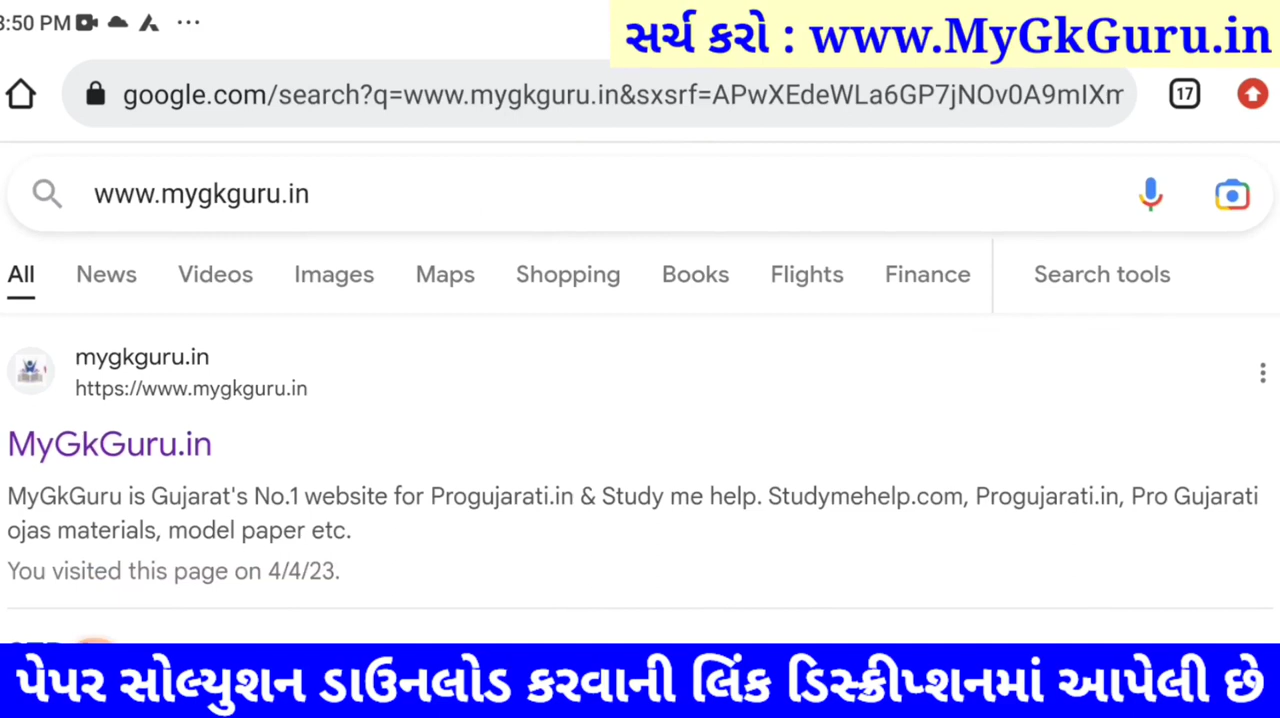 3:50 PM
સર્ચ કરો : www.MyGkGuru.in
google.com/search?q=www.mygkguru.in&sxsrf=APwXEdeWLa6GP7jNOv0A9mIXm
17
www.mygkguru.in
All News Videos Images Maps Shopping Books Flights Finance Search tools
mygkguru.in
https://www.mygkguru.in
MyGkGuru.in
MyGkGuru is Gujarat's No.1 website for Progujarati.in & Study me help. Studymehelp.com, Progujarati.in, Pro Gujarati
ojas materials, model paper etc.
You visited this page on 4/4/23.
પેપર સોલ્યુશન ડાઉનલોડ કરવાની લિંક ડિસ્ક્રીપ્શનમાં આપેલી છે